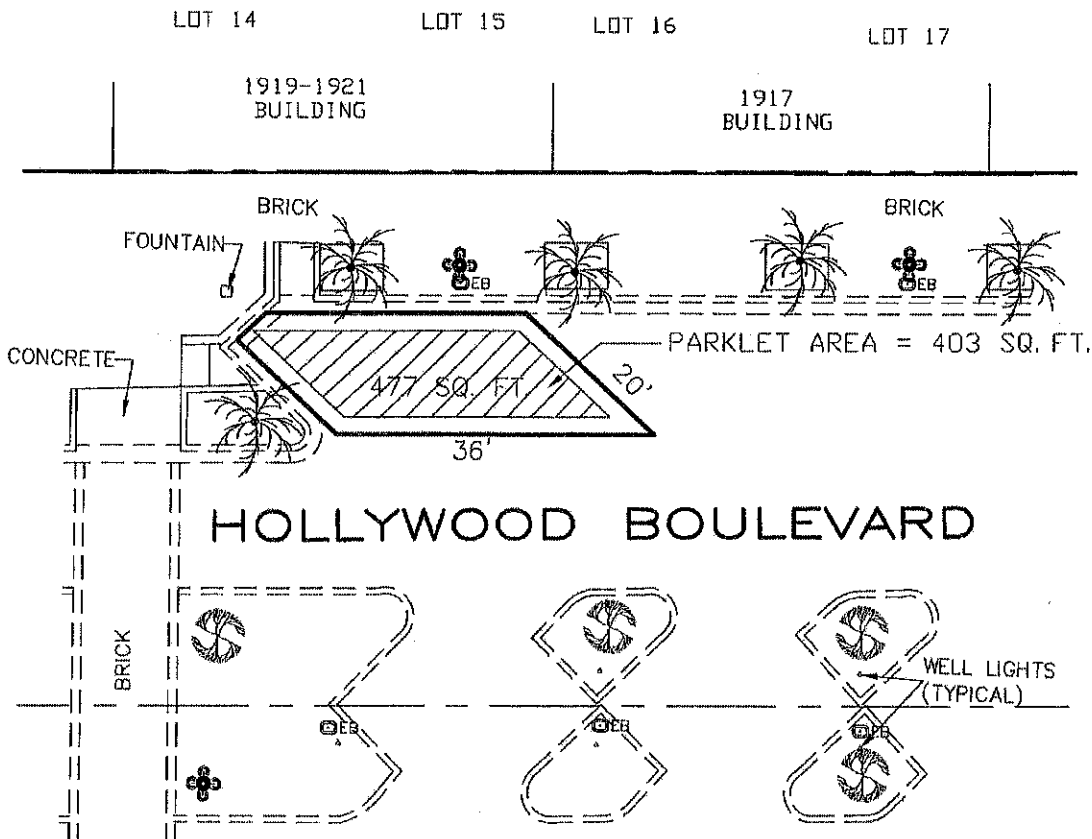 LOT 14
LOT 15
LOT 16
LOT 17
1919-1921
BUILDING
1917
BUILDING
BRICK
BRICK
FOUNTAIN
EB
EB
CONCRETE
PARKLET AREA = 403 SQ. FT.
477 SQ. FT.
20'
36'
HOLLYWOOD BOULEVARD
BRICK
WELL LIGHTS
(TYPICAL)
EB
EB
EB